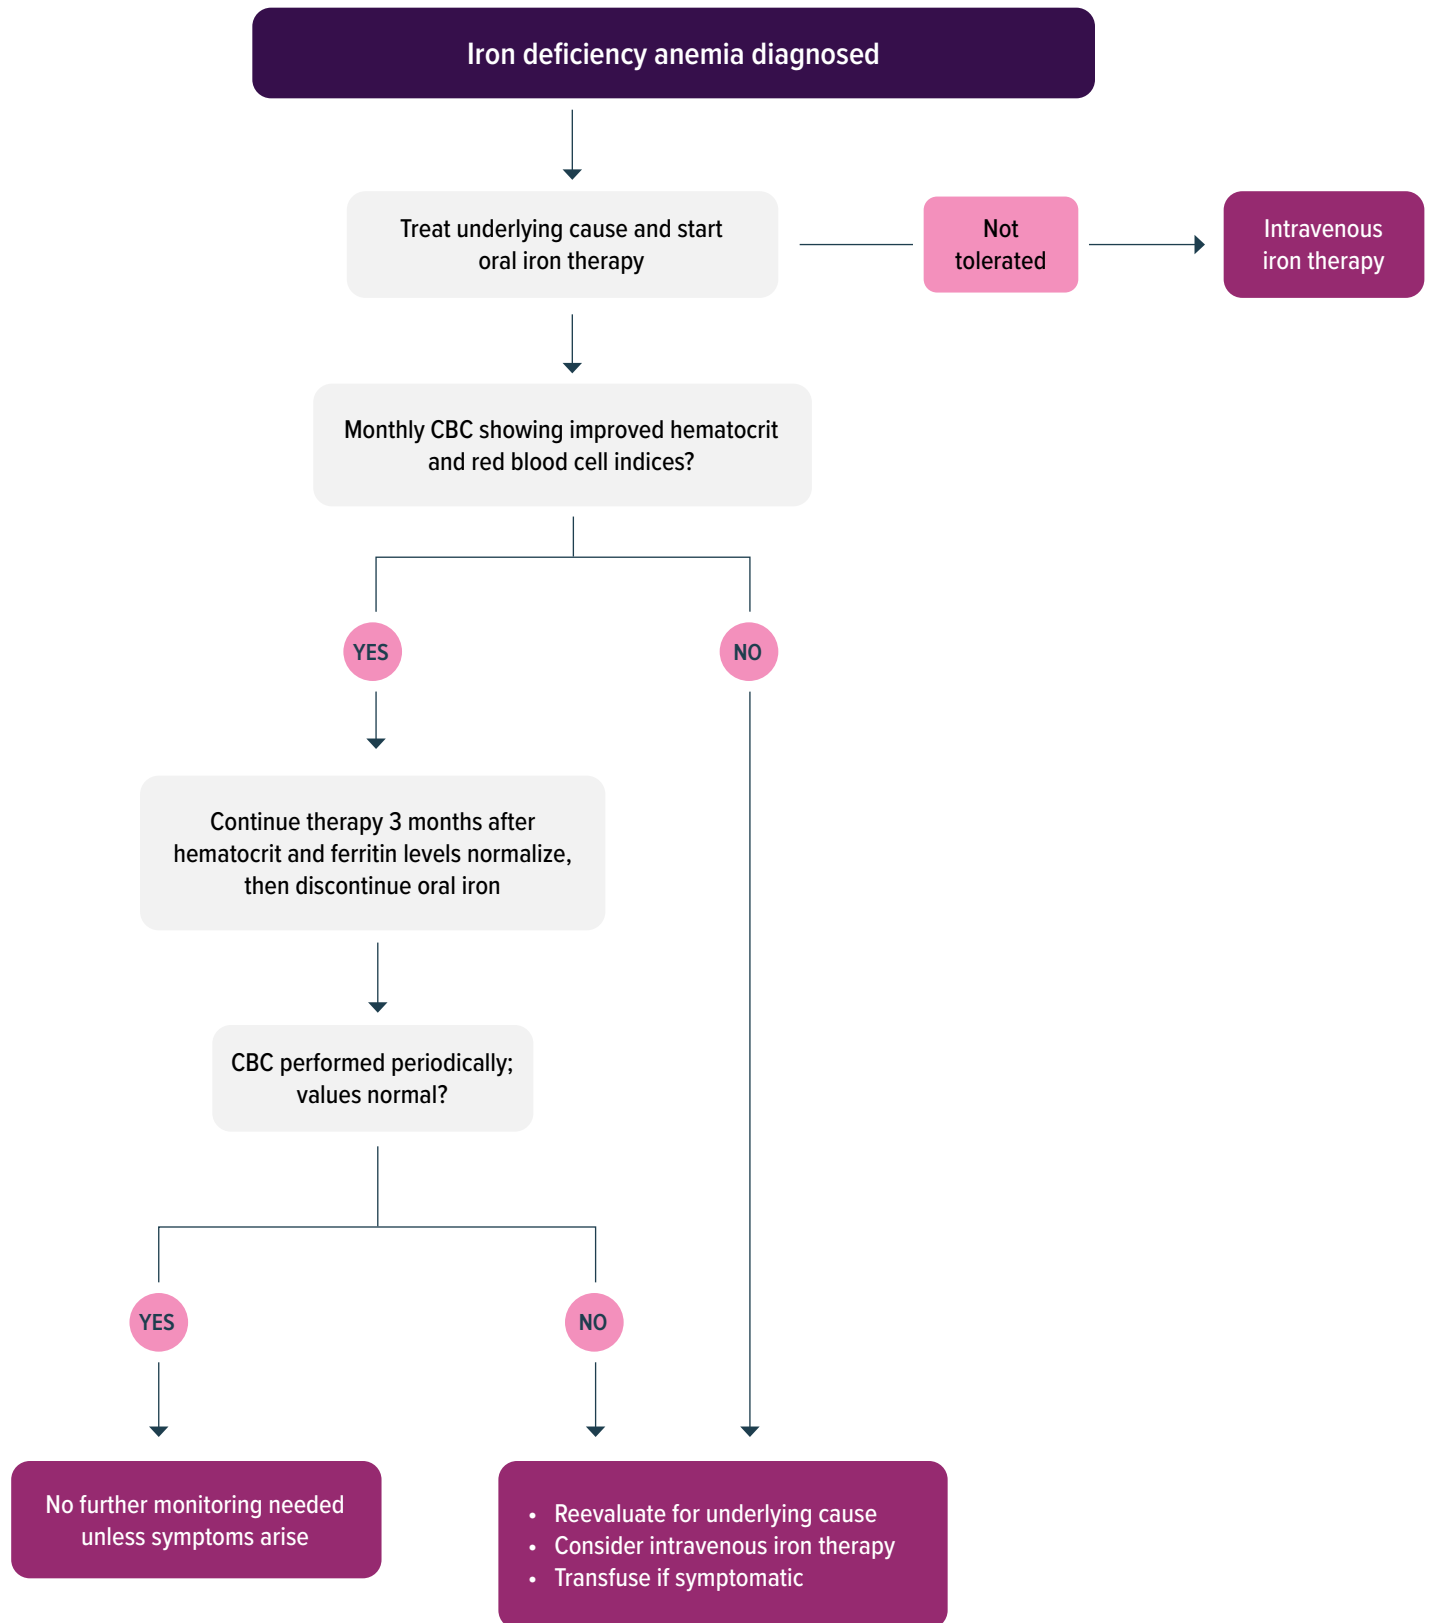 Iron deficiency anemia diagnosed
Treat underlying cause and start
oral iron therapy
Not
tolerated
Intravenous
iron therapy
Monthly CBC showing improved hematocrit
and red blood cell indices?
YES
NO
Continue therapy 3 months after
hematocrit and ferritin levels normalize,
then discontinue oral iron
CBC performed periodically;
values normal?
YES
NO
No further monitoring needed
unless symptoms arise
• Reevaluate for underlying cause
• Consider intravenous iron therapy
• Transfuse if symptomatic